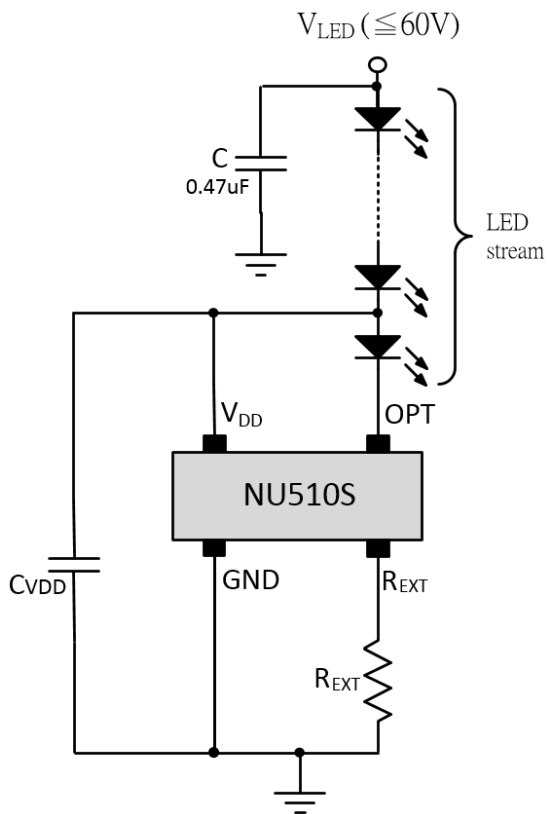 VLED (≦60V)
C
0.47uF
LED
stream
VDD
OPT
NU510S
CVDD
GND
REXT
REXT